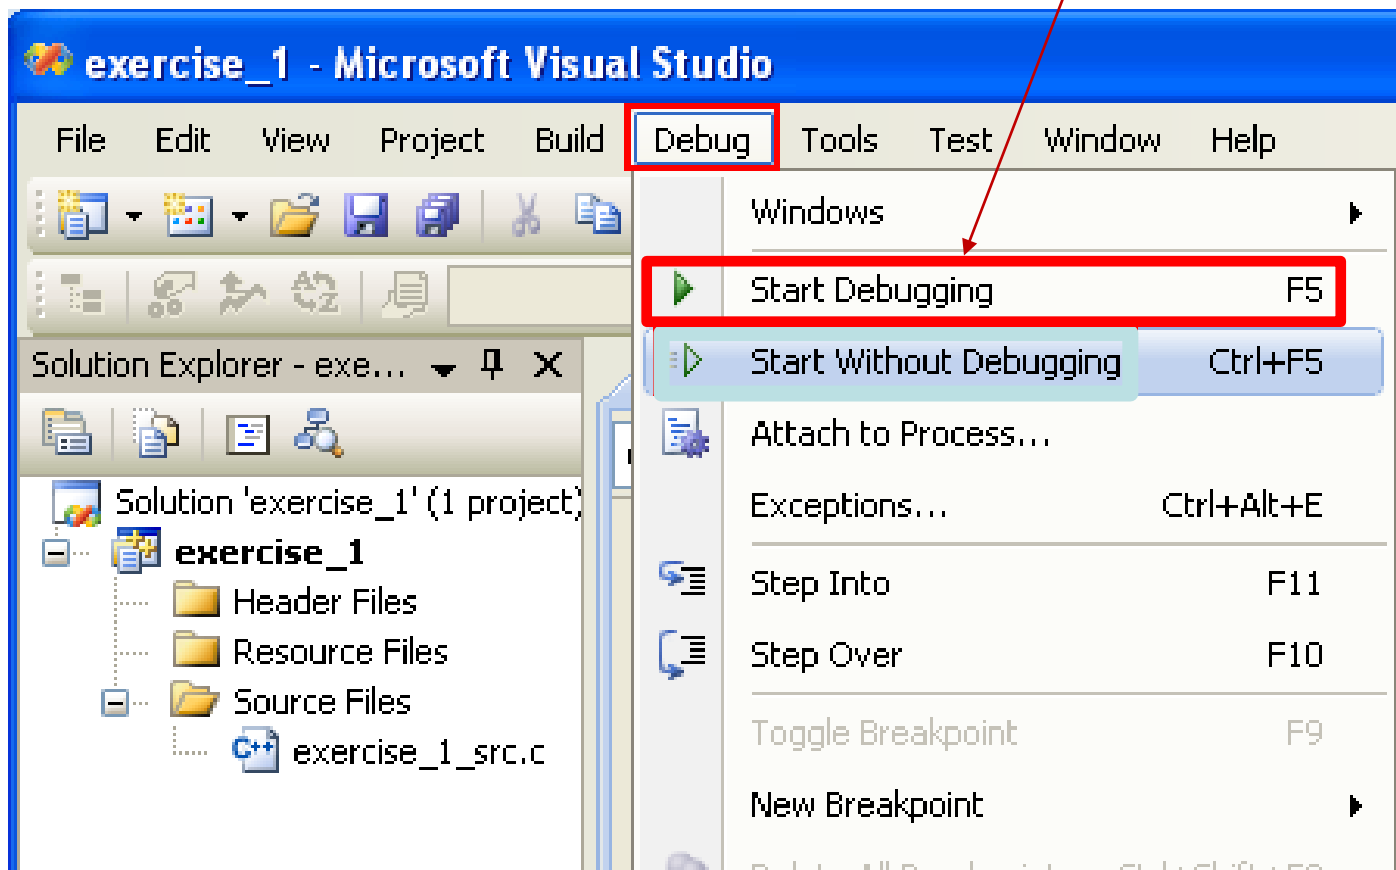 exercise_1 - Microsoft Visual Studio
File Edit View Project Build Debug Tools Test Window Help
Windows
Start Debugging F5
Solution Explorer - exe...
Start Without Debugging Ctrl+F5
Attach to Process...
Exceptions... Ctrl+Alt+E
Solution 'exercise_1' (1 project)
exercise_1
Header Files
Resource Files
Source Files
exercise_1_src.c
Step Into F11
Step Over F10
Toggle Breakpoint F9
New Breakpoint